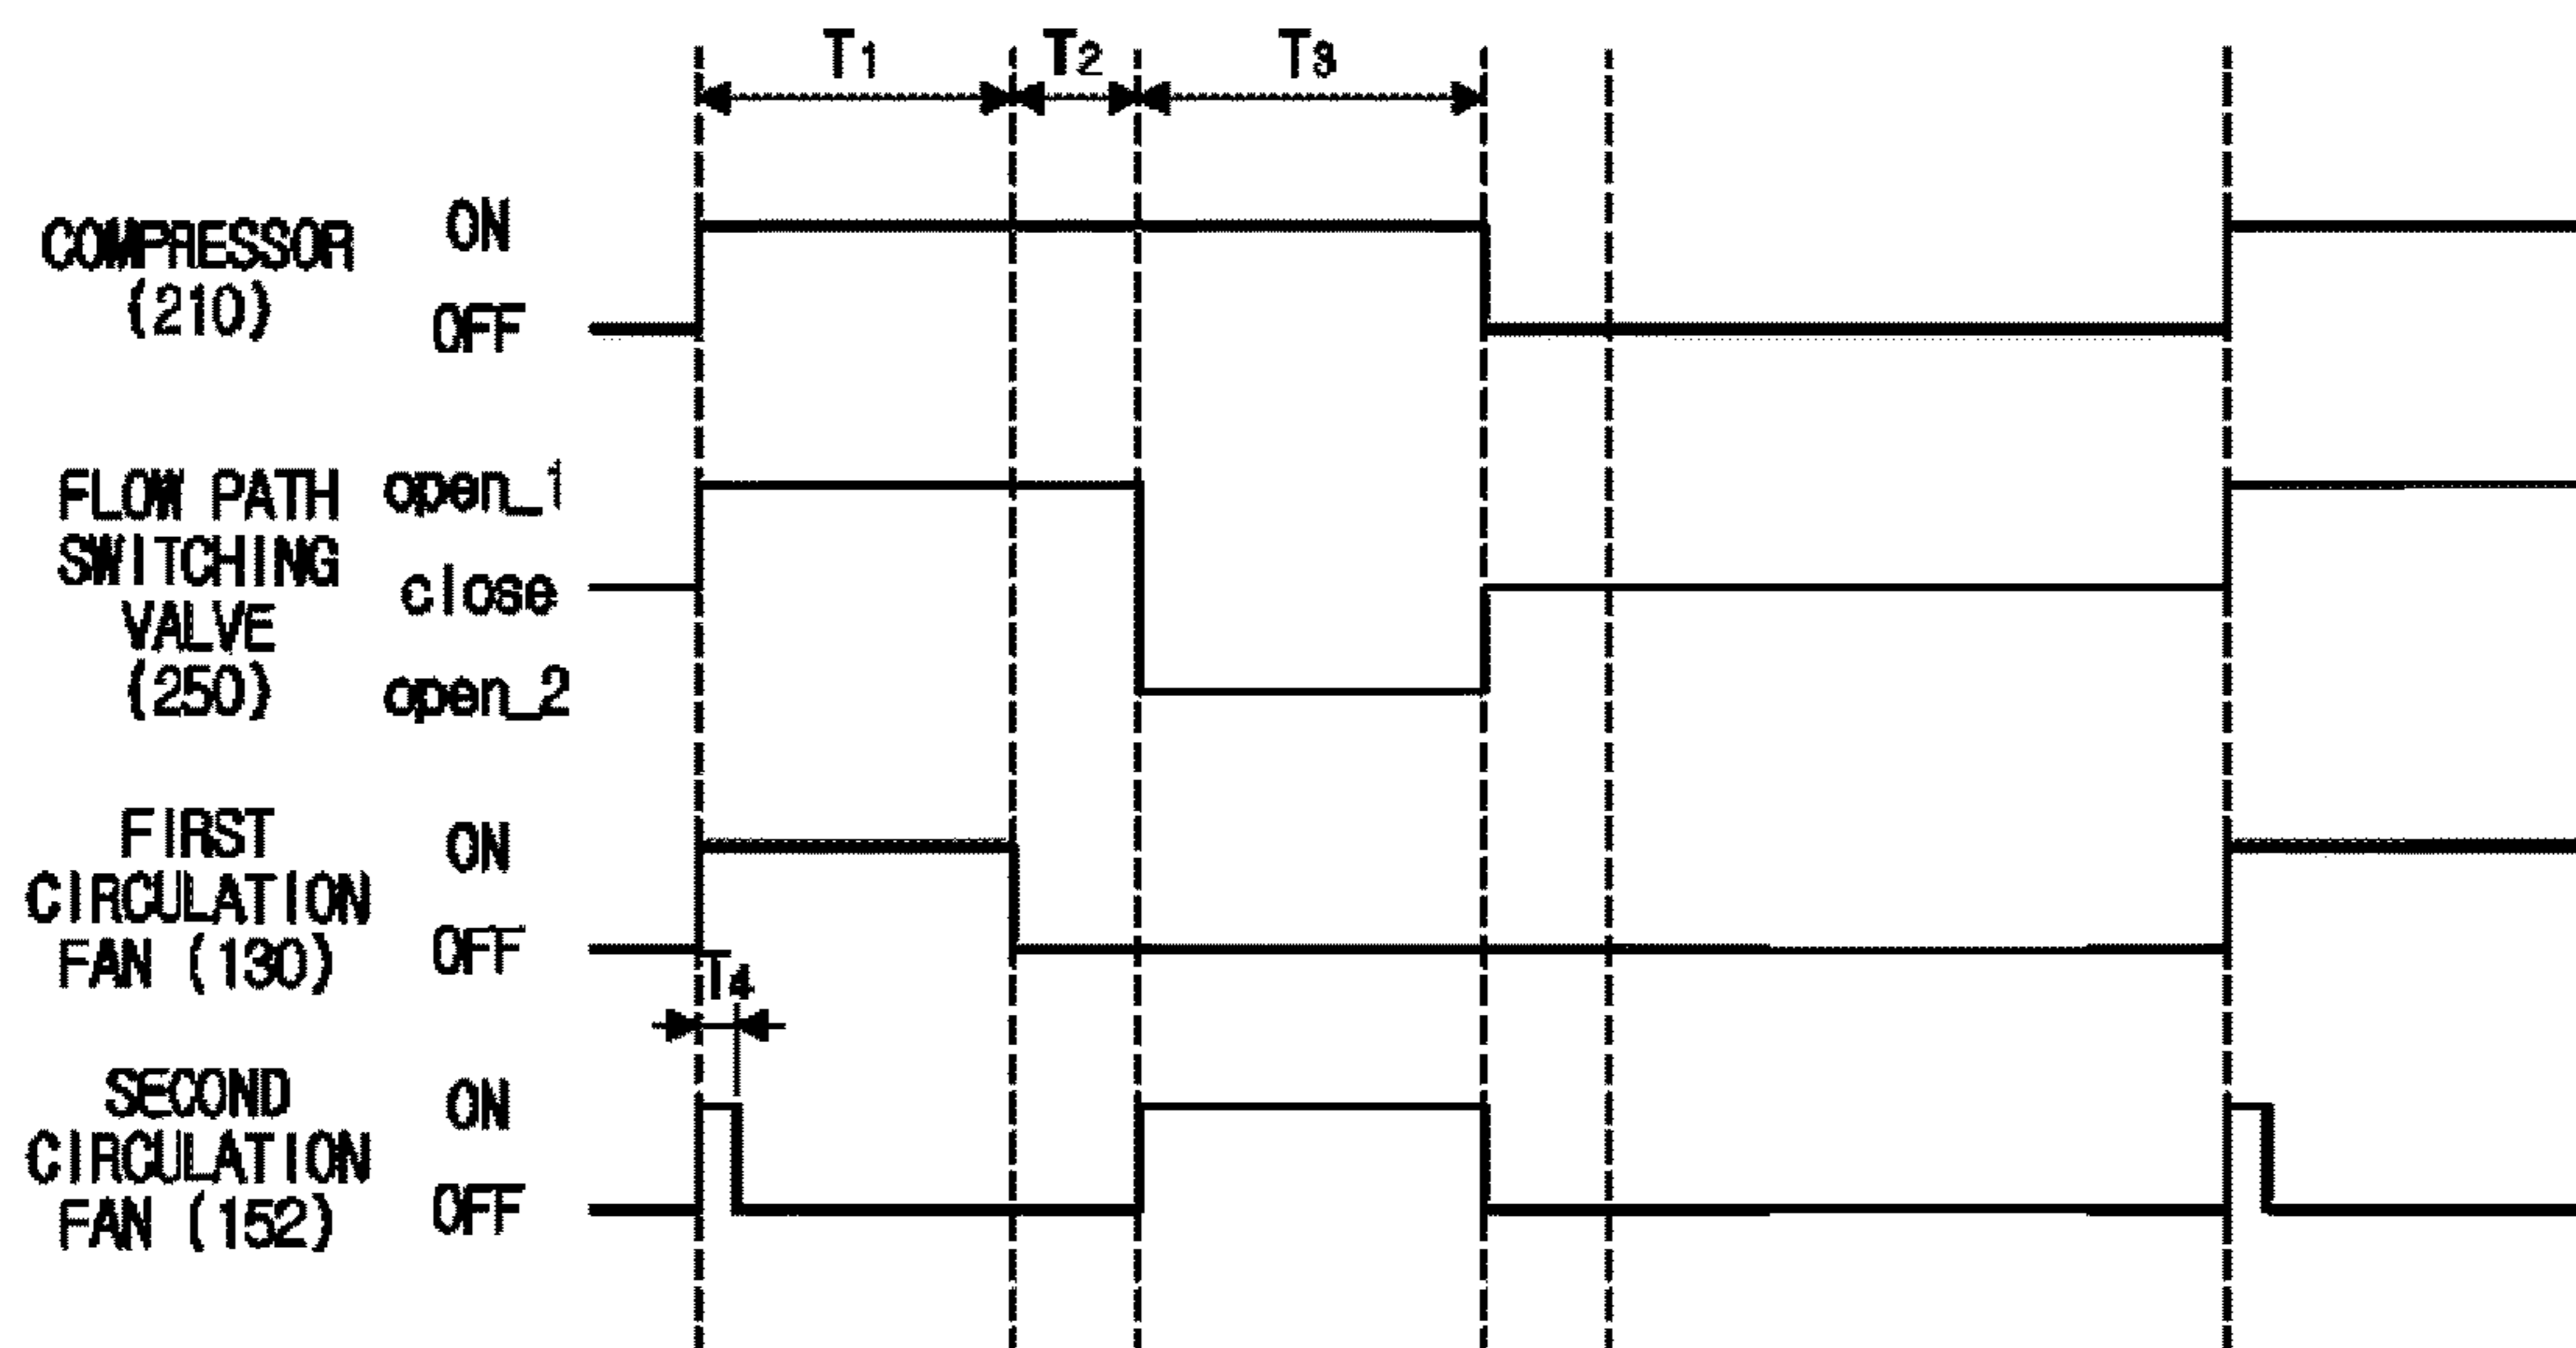 T1 T2 T3
COMPRESSOR
(210)
ON
OFF
FLOW PATH
SWITCHING
VALVE
(250)
open_1
close
open_2
FIRST
CIRCULATION
FAN (130)
ON
OFF
T4
SECOND
CIRCULATION
FAN (152)
ON
OFF